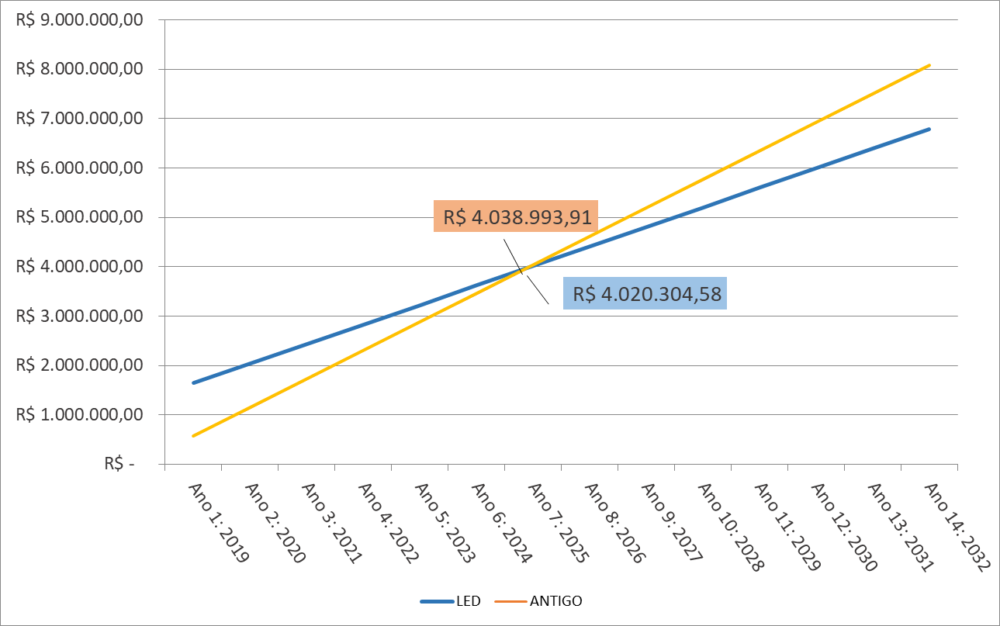 R$ 9.000.000,00
R$ 8.000.000,00
R$ 7.000.000,00
R$ 6.000.000,00
R$ 5.000.000,00
R$ 4.000.000,00
R$ 3.000.000,00
R$ 2.000.000,00
R$ 1.000.000,00
R$ -
R$ 4.038.993,91
R$ 4.020.304,58
Ano 1: 2019
Ano 2: 2020
Ano 3: 2021
Ano 4: 2022
Ano 5: 2023
Ano 6: 2024
Ano 7: 2025
Ano 8: 2026
Ano 9: 2027
Ano 10: 2028
Ano 11: 2029
Ano 12: 2030
Ano 13: 2031
Ano 14: 2032
LED
ANTIGO